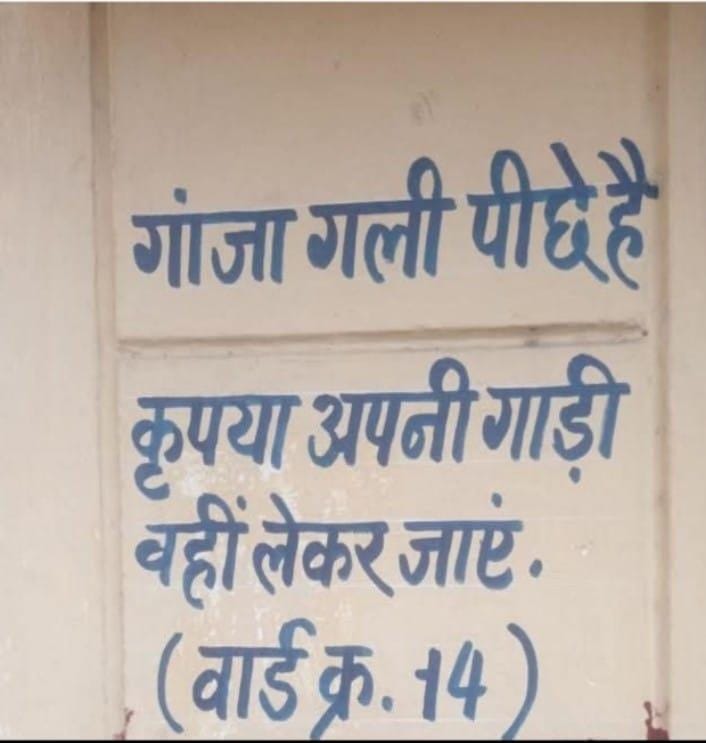 गांजा गली पीछे है
कृपया अपनी गाड़ी
वहीं लेकर जाएं.
(वार्ड क्र. 14)